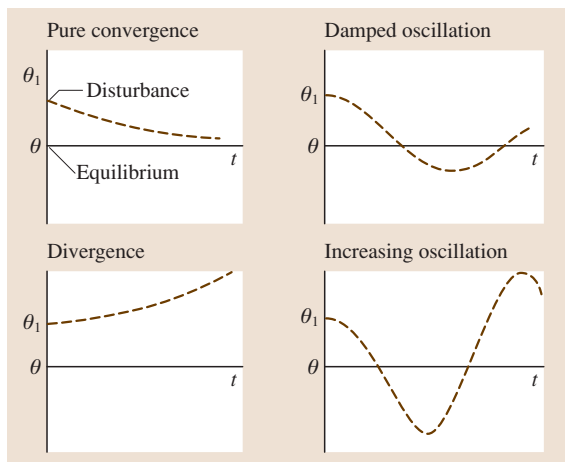 Pure convergence
θ1
Disturbance
θ
Equilibrium
t
Damped oscillation
θ1
θ
t
Divergence
θ1
θ
t
Increasing oscillation
θ1
θ
t